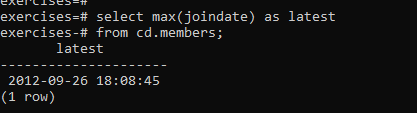 exercises=#
exercises=# select max(joindate) as latest
exercises-# from cd.members;
latest
---------------------
2012-09-26 18:08:45
(1 row)